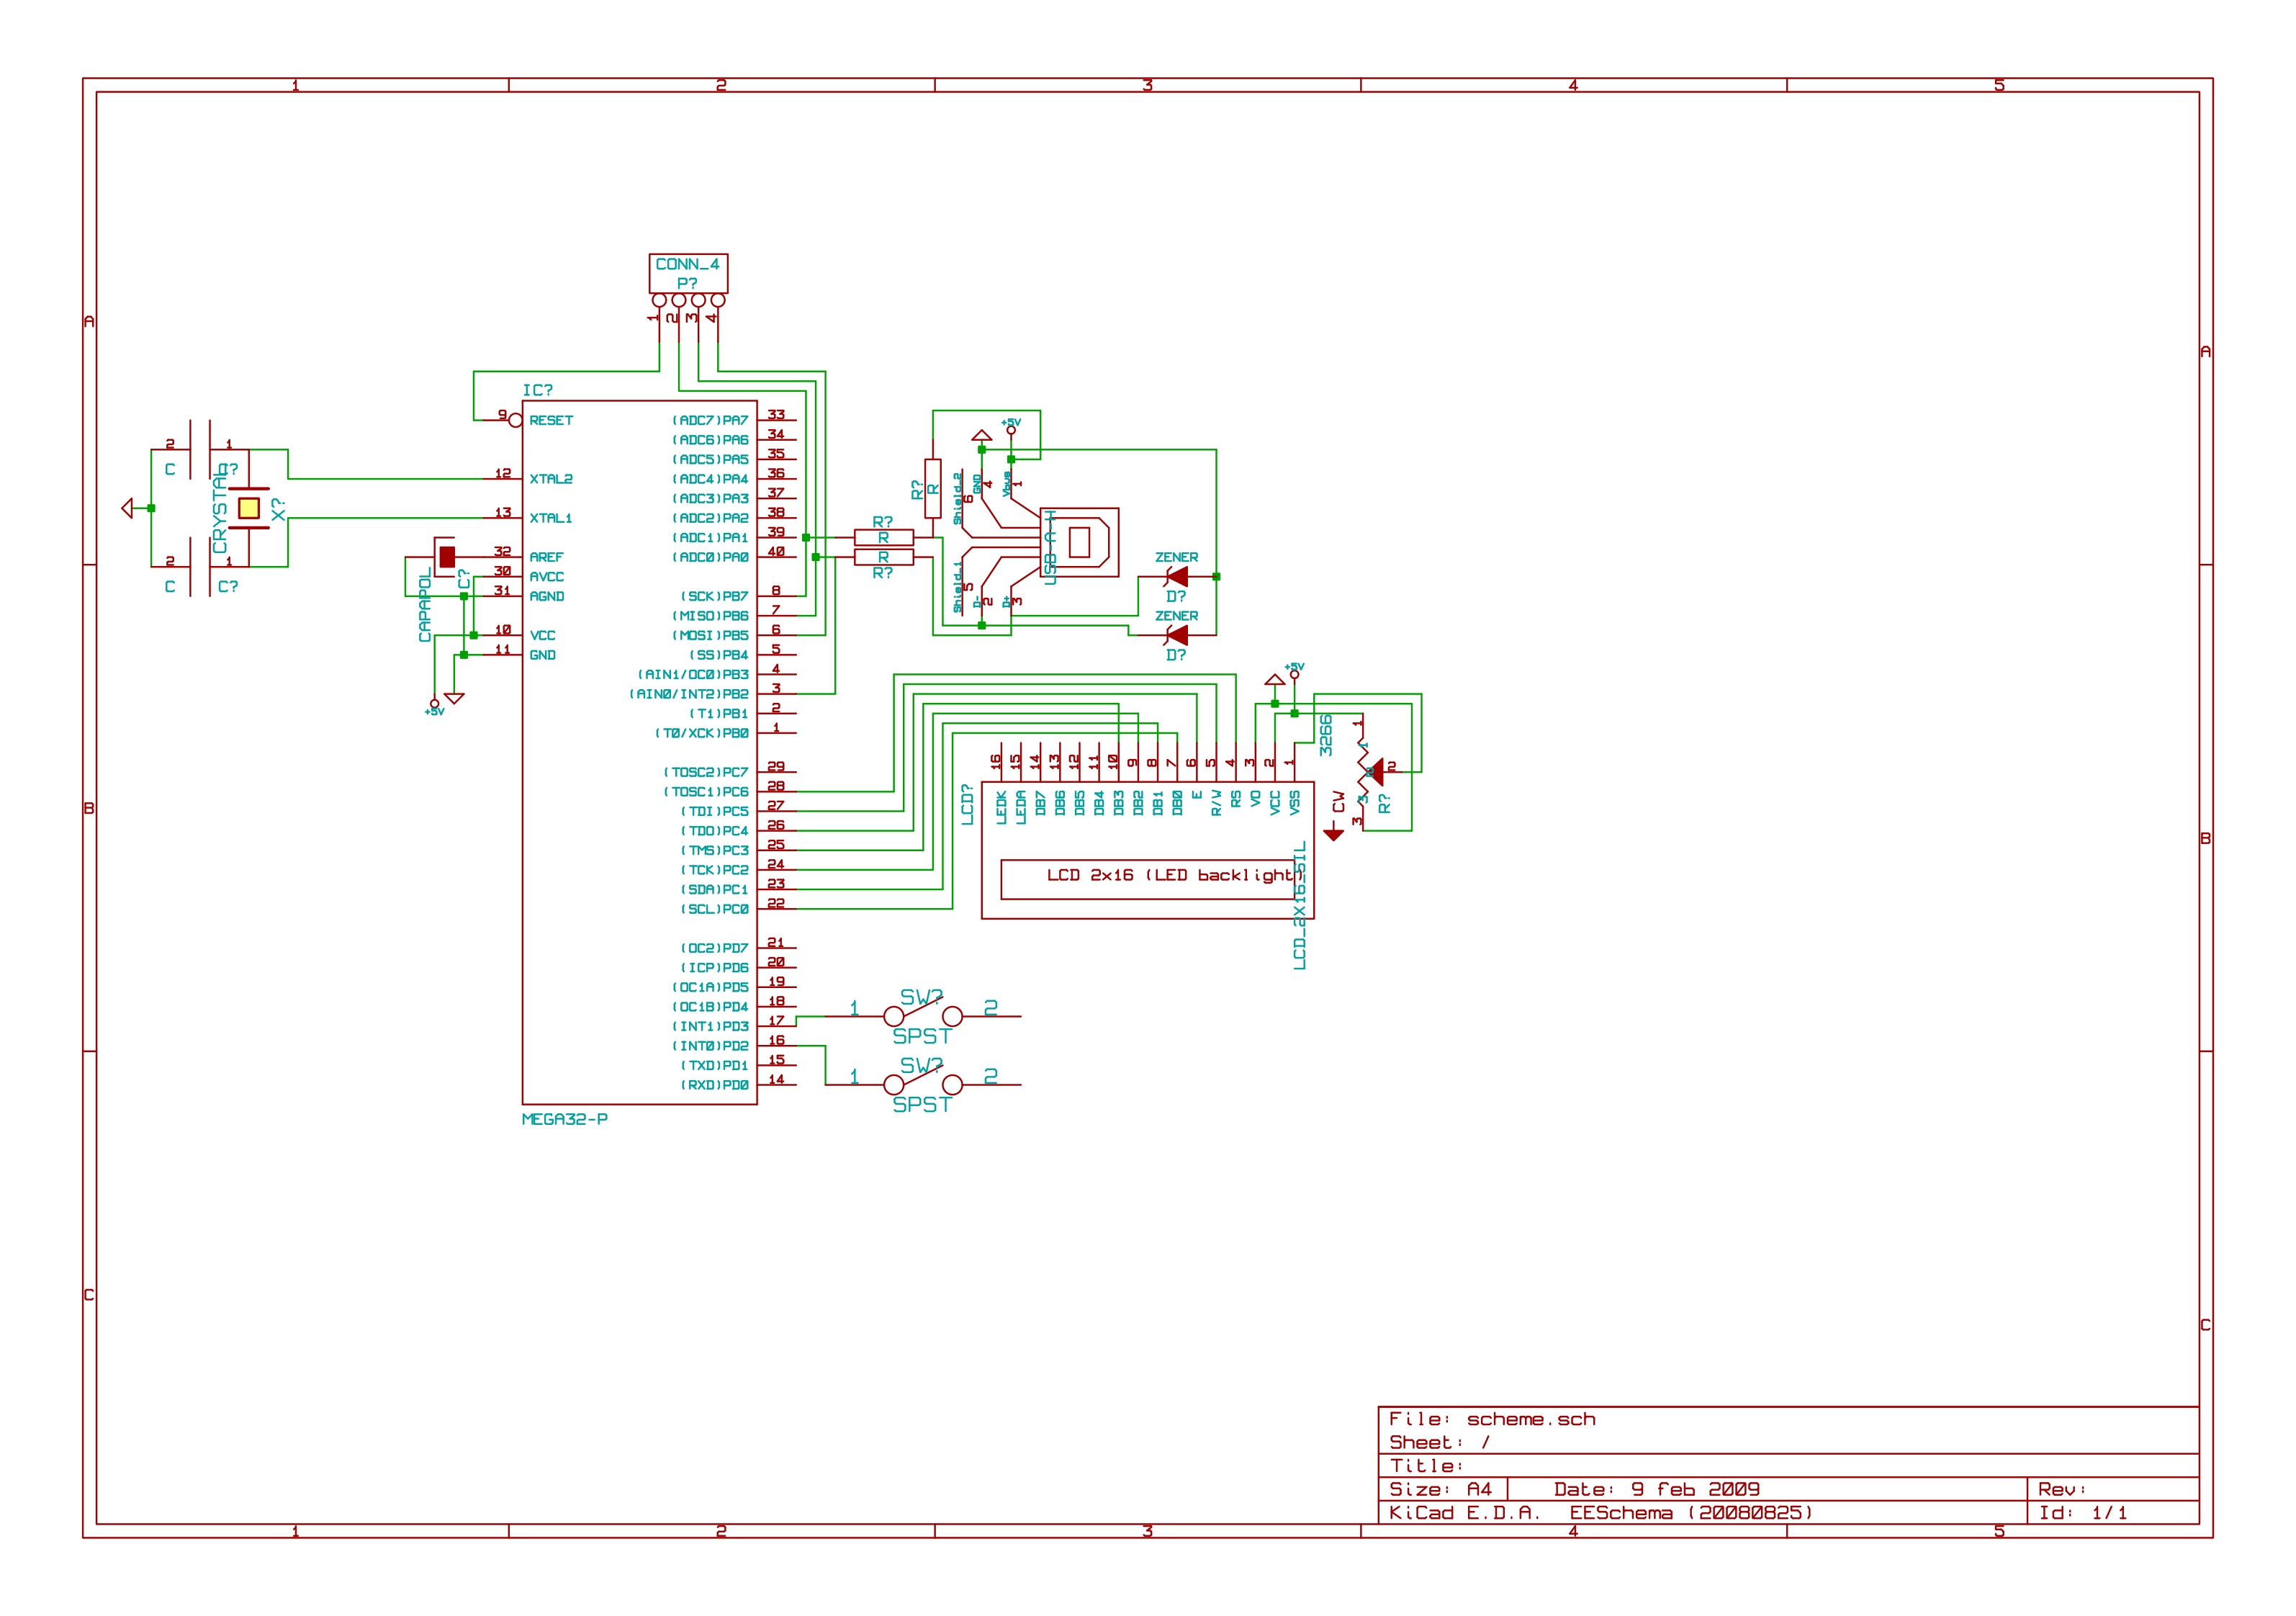 1 2 3 4 5
A
B
C
A
B
C
CONN_4
P?
1 2 3 4
IC?
9 RESET
12 XTAL2
13 XTAL1
32 AREF
30 AVCC
31 AGND
10 VCC
11 GND
(ADC7)PA7 33
(ADC6)PA6 34
(ADC5)PA5 35
(ADC4)PA4 36
(ADC3)PA3 37
(ADC2)PA2 38
(ADC1)PA1 39
(ADC0)PA0 40
(SCK)PB7 8
(MISO)PB6 7
(MOSI)PB5 6
(SS)PB4 5
(AIN1/OC0)PB3 4
(AIN0/INT2)PB2 3
(T1)PB1 2
(T0/XCK)PB0 1
(TOSC2)PC7 29
(TOSC1)PC6 28
(TDI)PC5 27
(TDO)PC4 26
(TMS)PC3 25
(TCK)PC2 24
(SDA)PC1 23
(SCL)PC0 22
(OC2)PD7 21
(ICP)PD6 20
(OC1A)PD5 19
(OC1B)PD4 18
(INT1)PD3 17
(INT0)PD2 16
(TXD)PD1 15
(RXD)PD0 14
MEGA32-P
2 1
C C?
CRYSTAL
X?
2 1
C C?
CAPAPOL
C?
+5V
R?
R
R?
R
R
R?
+5V
Shield_2
6
GND
4
Vbus
1
USB_A_H
Shield_1
5
D-
2
D+
3
ZENER
D?
ZENER
D?
+5V
16 15 14 13 12 11 10 9 8 7 6 5 4 3 2 1
LCD?
LEDK LEDA DB7 DB6 DB5 DB4 DB3 DB2 DB1 DB0 E R/W RS VO VCC VSS
LCD 2x16 (LED backlight)
LCD_2X16_SIL
3266
1
1
2
3
3
CW
R?
SW?
1 2
SPST
SW?
1 2
SPST
File: scheme.sch
Sheet: /
Title:
Size: A4 Date: 9 feb 2009 Rev:
KiCad E.D.A. EESchema (20080825) Id: 1/1
1 2 3 4 5